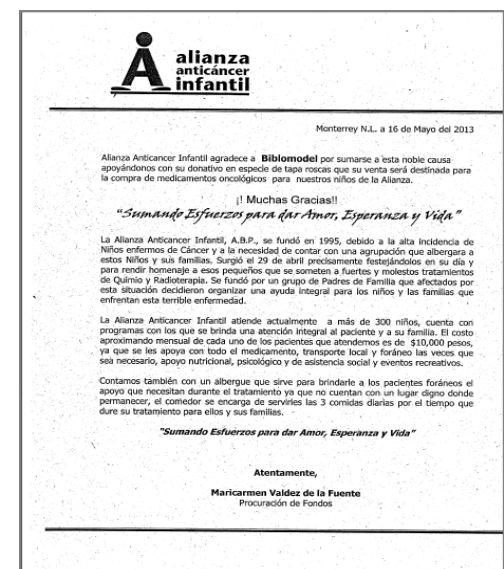 alianza
anticáncer
infantil
Monterrey N.L. a 16 de Mayo del 2013
Alianza Anticancer Infantil agradece a Biblomodel por sumarse a esta noble causa
apoyándonos con su donativo en especie de tapa roscas que su venta será destinada para
la compra de medicamentos oncológicos para nuestros niños de la Alianza.
¡! Muchas Gracias!!
"Sumando Esfuerzos para dar Amor, Esperanza y Vida"
La Alianza Anticancer Infantil, A.B.P., se fundó en 1995, debido a la alta incidencia de
Niños enfermos de Cáncer y a la necesidad de contar con una agrupación que albergara a
estos Niños y sus familias. Surgió el 29 de abril precisamente festejándolos en su día y
para rendir homenaje a esos pequeños que se someten a fuertes y molestos tratamientos
de Quimio y Radioterapia. Se fundó por un grupo de Padres de Familia que afectados por
esta situación decidieron organizar una ayuda integral para los niños y las familias que
enfrentan esta terrible enfermedad.
La Alianza Anticancer Infantil atiende actualmente a más de 300 niños, cuenta con
programas con los que se brinda una atención integral al paciente y a su familia. El costo
aproximando mensual de cada uno de los pacientes que atendemos es de $10,000 pesos,
ya que se les apoya con todo el medicamento, transporte local y foráneo las veces que
sea necesario, apoyo nutricional, psicológico y de asistencia social y eventos recreativos.
Contamos también con un albergue que sirve para brindarle a los pacientes foráneos el
apoyo que necesitan durante el tratamiento ya que no cuentan con un lugar digno donde
permanecer, el comedor se encarga de servirles las 3 comidas diarias por el tiempo que
dure su tratamiento para ellos y sus familias.
"Sumando Esfuerzos para dar Amor, Esperanza y Vida"
Atentamente,
Maricarmen Valdez de la Fuente
Procuración de Fondos